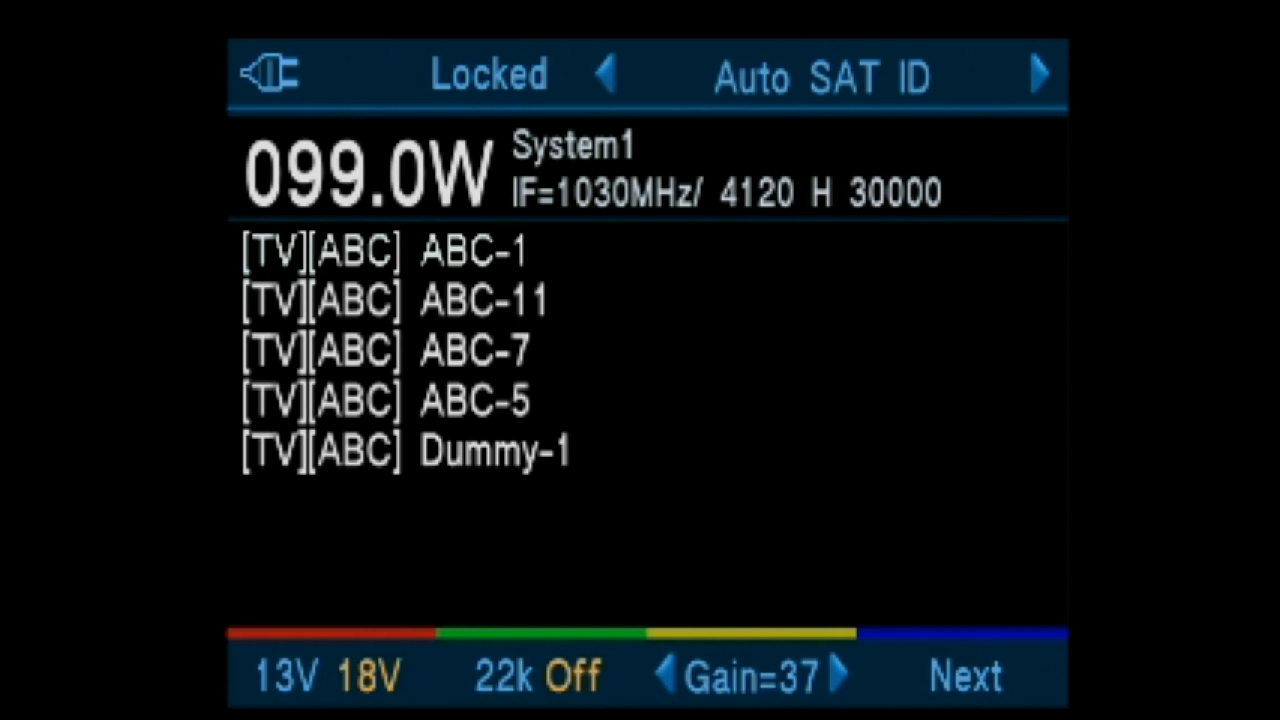 Locked Auto SAT ID
099.0W System1
IF=1030MHz/ 4120 H 30000
[TV][ABC] ABC-1
[TV][ABC] ABC-11
[TV][ABC] ABC-7
[TV][ABC] ABC-5
[TV][ABC] Dummy-1
13V 18V 22k Off Gain=37 Next